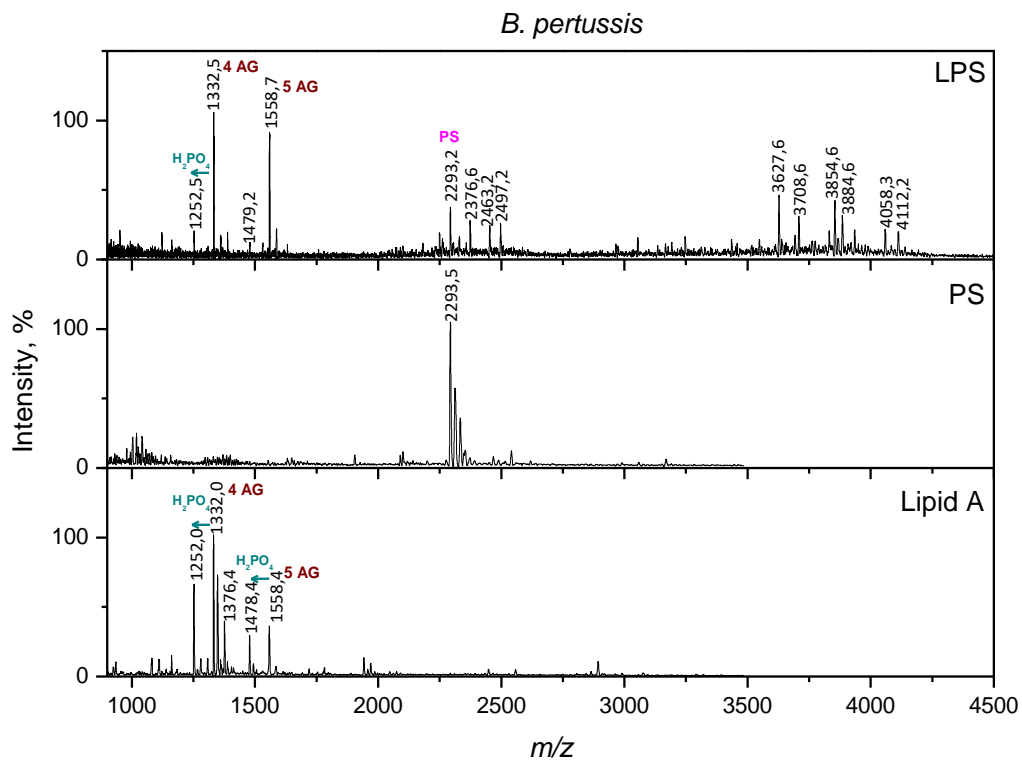 B. pertussis
LPS
4 AG
5 AG
PS
H2PO4
1252,5
1332,5
1479,2
1558,7
2293,2
2376,6
2463,2
2497,2
3627,6
3708,6
3854,6
3884,6
4058,3
4112,2
100
0
PS
2293,5
100
0
Lipid A
4 AG
H2PO4
H2PO4
5 AG
1252,0
1332,0
1376,4
1478,4
1558,4
100
0
Intensity, %
1000 1500 2000 2500 3000 3500 4000 4500
m/z